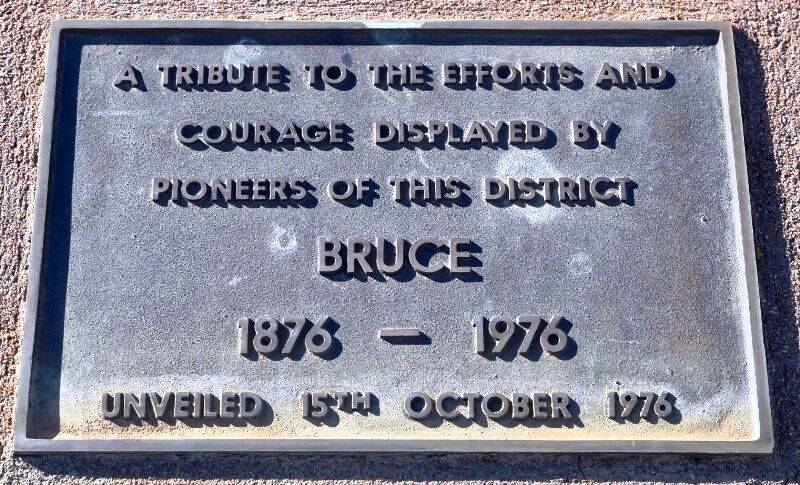 A TRIBUTE TO THE EFFORTS AND
COURAGE DISPLAYED BY
PIONEERS OF THIS DISTRICT
BRUCE
1876 – 1976
UNVEILED 15TH OCTOBER 1976